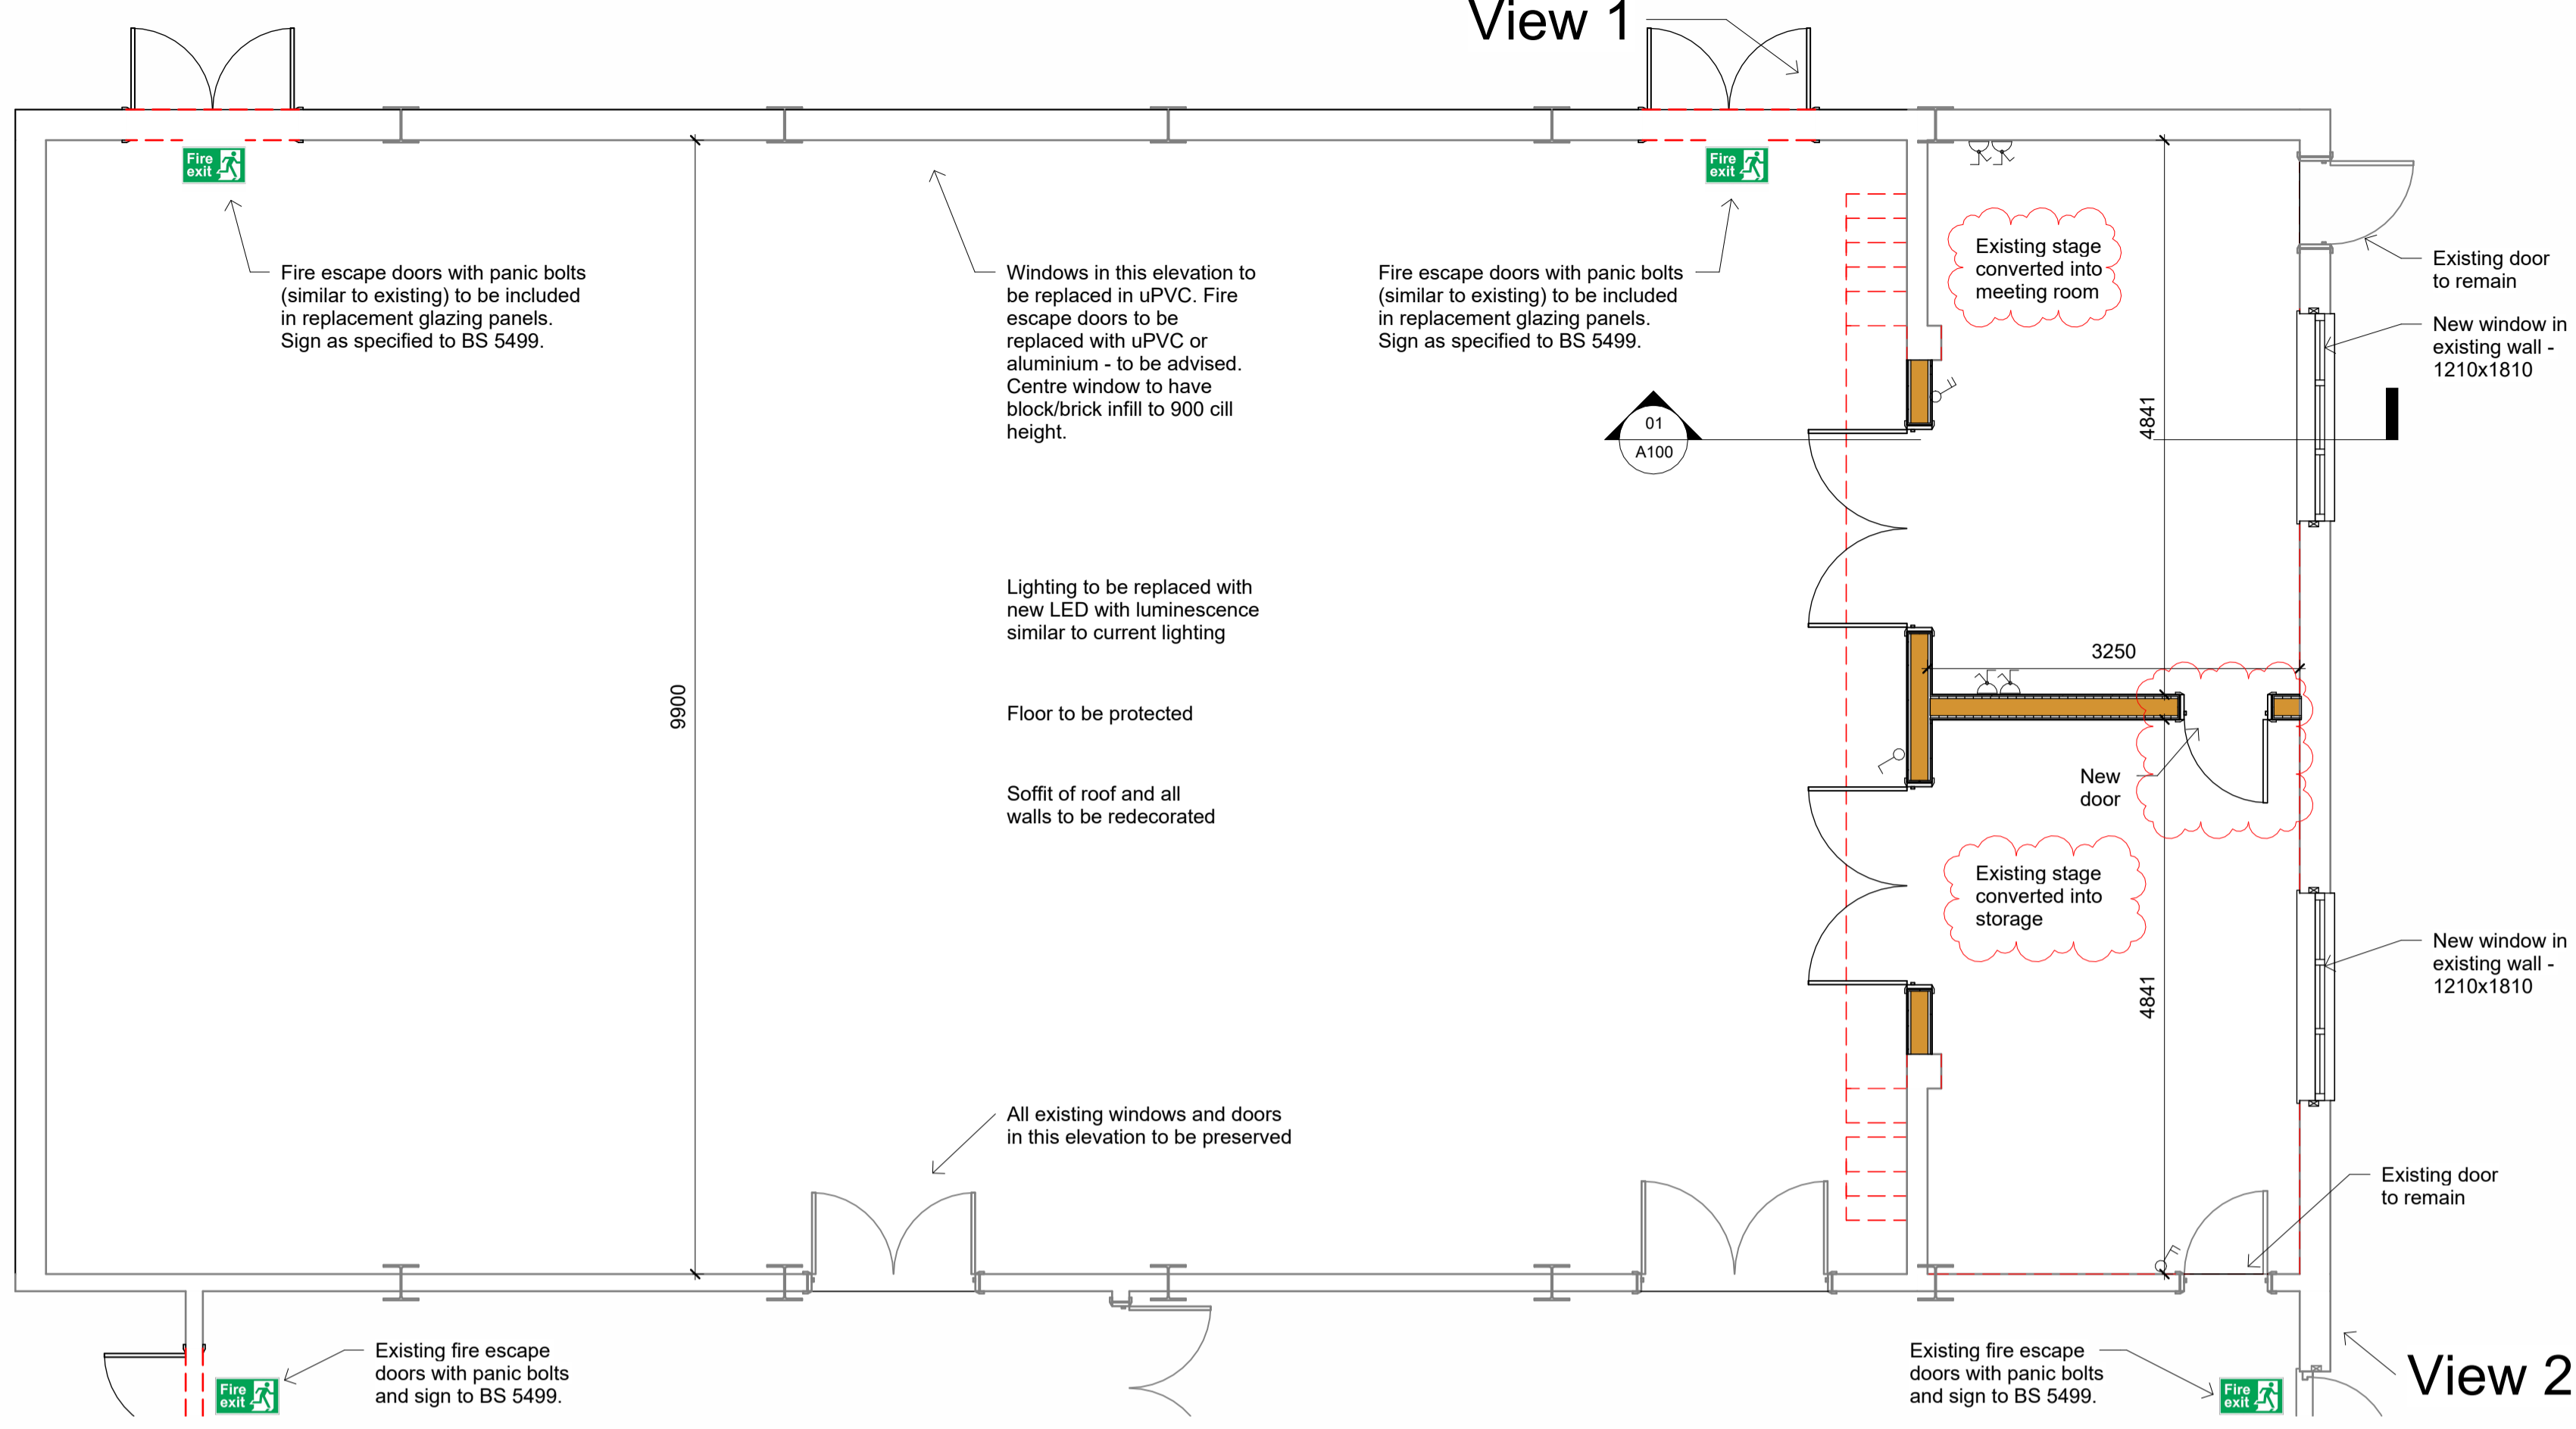 View 1
Fire
exit
Fire
exit
Fire escape doors with panic bolts
(similar to existing) to be included
in replacement glazing panels.
Sign as specified to BS 5499.
Windows in this elevation to
be replaced in uPVC. Fire
escape doors to be
replaced with uPVC or
aluminium - to be advised.
Centre window to have
block/brick infill to 900 cill
height.
Fire escape doors with panic bolts
(similar to existing) to be included
in replacement glazing panels.
Sign as specified to BS 5499.
Existing stage
converted into
meeting room
Existing door
to remain
New window in
existing wall -
1210x1810
01
A100
4841
Lighting to be replaced with
new LED with luminescence
similar to current lighting
3250
9900
Floor to be protected
New
door
Soffit of roof and all
walls to be redecorated
Existing stage
converted into
storage
New window in
existing wall -
1210x1810
4841
All existing windows and doors
in this elevation to be preserved
Existing door
to remain
Existing fire escape
doors with panic bolts
and sign to BS 5499.
Fire
exit
Existing fire escape
doors with panic bolts
and sign to BS 5499.
Fire
exit
View 2